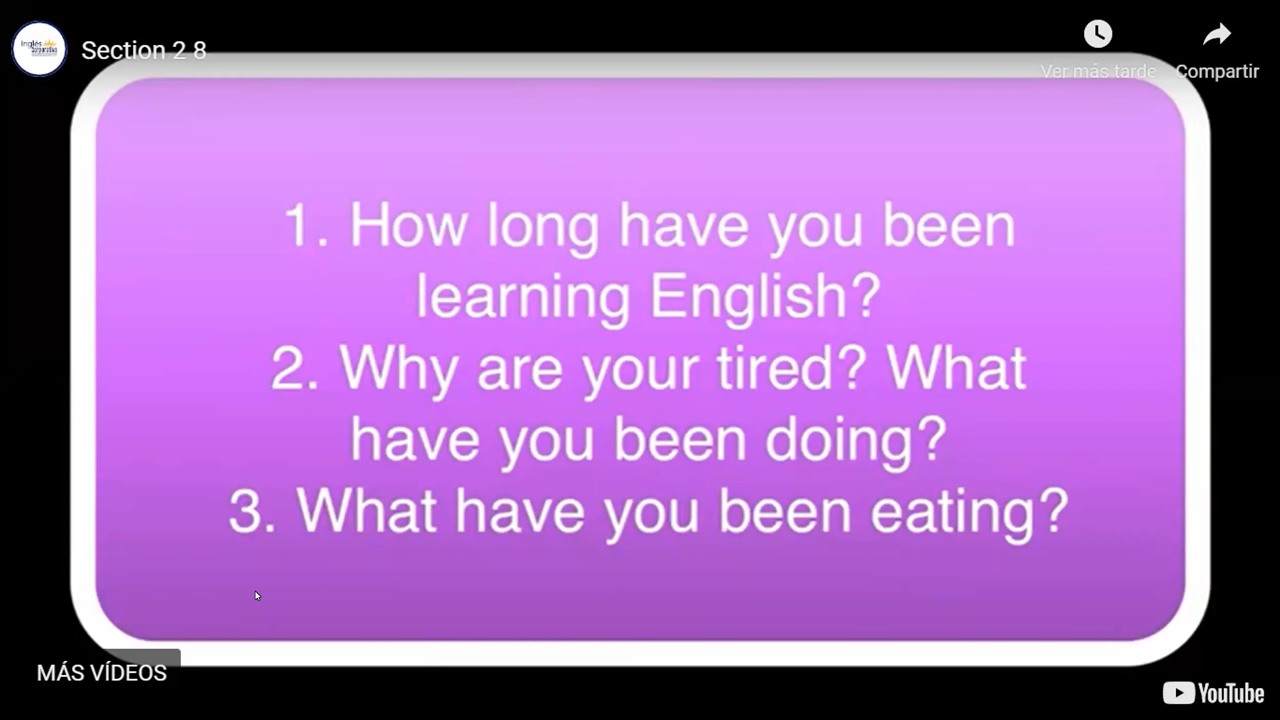 Section 2 8
Ver más tarde
Compartir
1. How long have you been
learning English?
2. Why are your tired? What
have you been doing?
3. What have you been eating?
MÁS VÍDEOS
YouTube